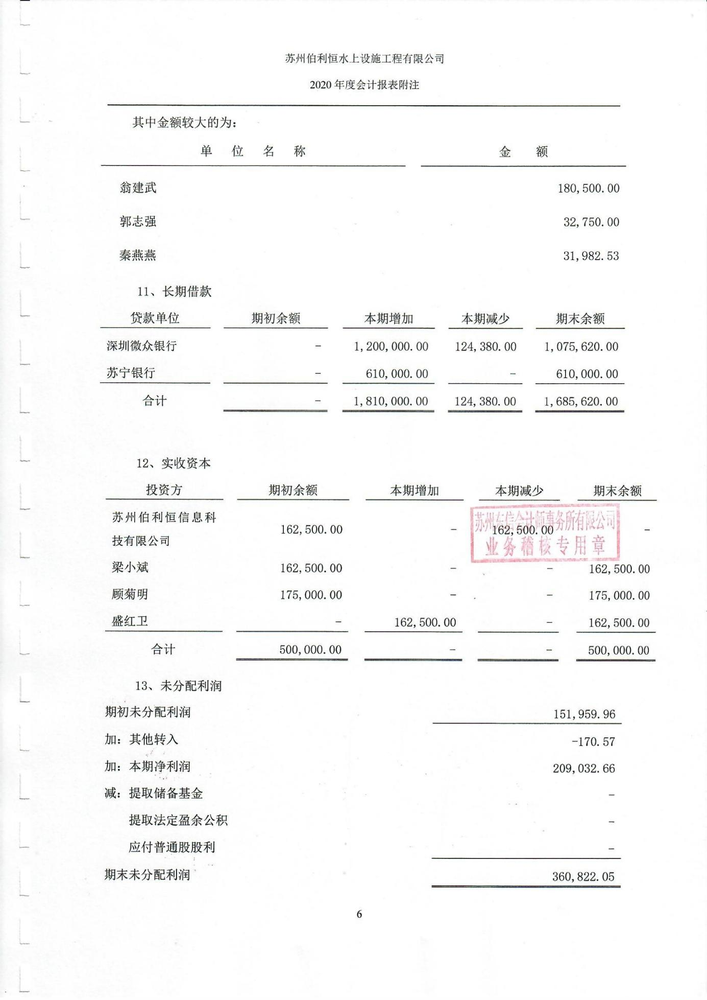 苏州伯利恒水上设施工程有限公司
2020 年度会计报表附注
其中金额较大的为：
单 位 名 称 金 额
翁建武 180,500.00
郭志强 32,750.00
秦燕燕 31,982.53
11、长期借款
贷款单位 期初余额 本期增加 本期减少 期末余额
深圳微众银行 - 1,200,000.00 124,380.00 1,075,620.00
苏宁银行 - 610,000.00 - 610,000.00
合计 - 1,810,000.00 124,380.00 1,685,620.00
12、实收资本
投资方 期初余额 本期增加 本期减少 期末余额
苏州伯利恒信息科
技有限公司 162,500.00 - 162,500.00 -
苏州东信会计师事务所有限公司
业务稽核专用章
梁小斌 162,500.00 - - 162,500.00
顾菊明 175,000.00 - - 175,000.00
盛红卫 - 162,500.00 - 162,500.00
合计 500,000.00 - - 500,000.00
13、未分配利润
期初未分配利润 151,959.96
加：其他转入 -170.57
加：本期净利润 209,032.66
减：提取储备基金 -
提取法定盈余公积 -
应付普通股股利 -
期末未分配利润 360,822.05
6